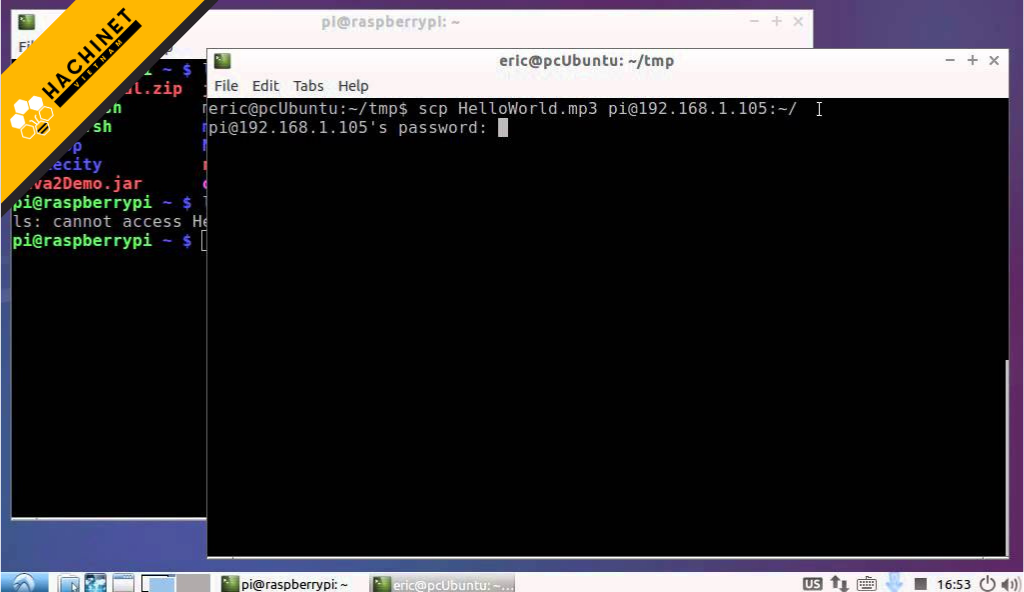 HACHINET
VIETNAM
pi@raspberrypi: ~
eric@pcUbuntu: ~/tmp
File Edit Tabs Help
eric@pcUbuntu:~/tmp$ scp HelloWorld.mp3 pi@192.168.1.105:~/
pi@192.168.1.105's password:
~ $
al.zip
sh
ecity
va2Demo.jar
pi@raspberrypi ~ $
ls: cannot access He
pi@raspberrypi ~ $
pi@raspberrypi: ~
eric@pcUbuntu: ~...
US
16:53